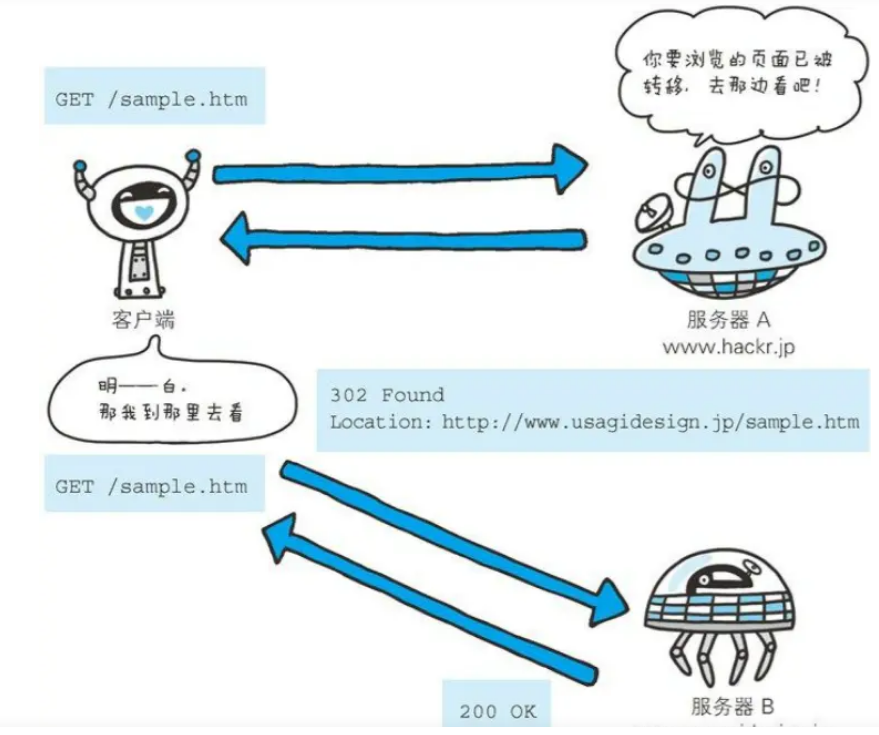 你要浏览的页面已被
转移，去那边看吧！
GET /sample.htm
客户端
服务器 A
www.hackr.jp
明——白。
那我到那里去看
302 Found
Location: http://www.usagidesign.jp/sample.htm
GET /sample.htm
服务器 B
200 OK